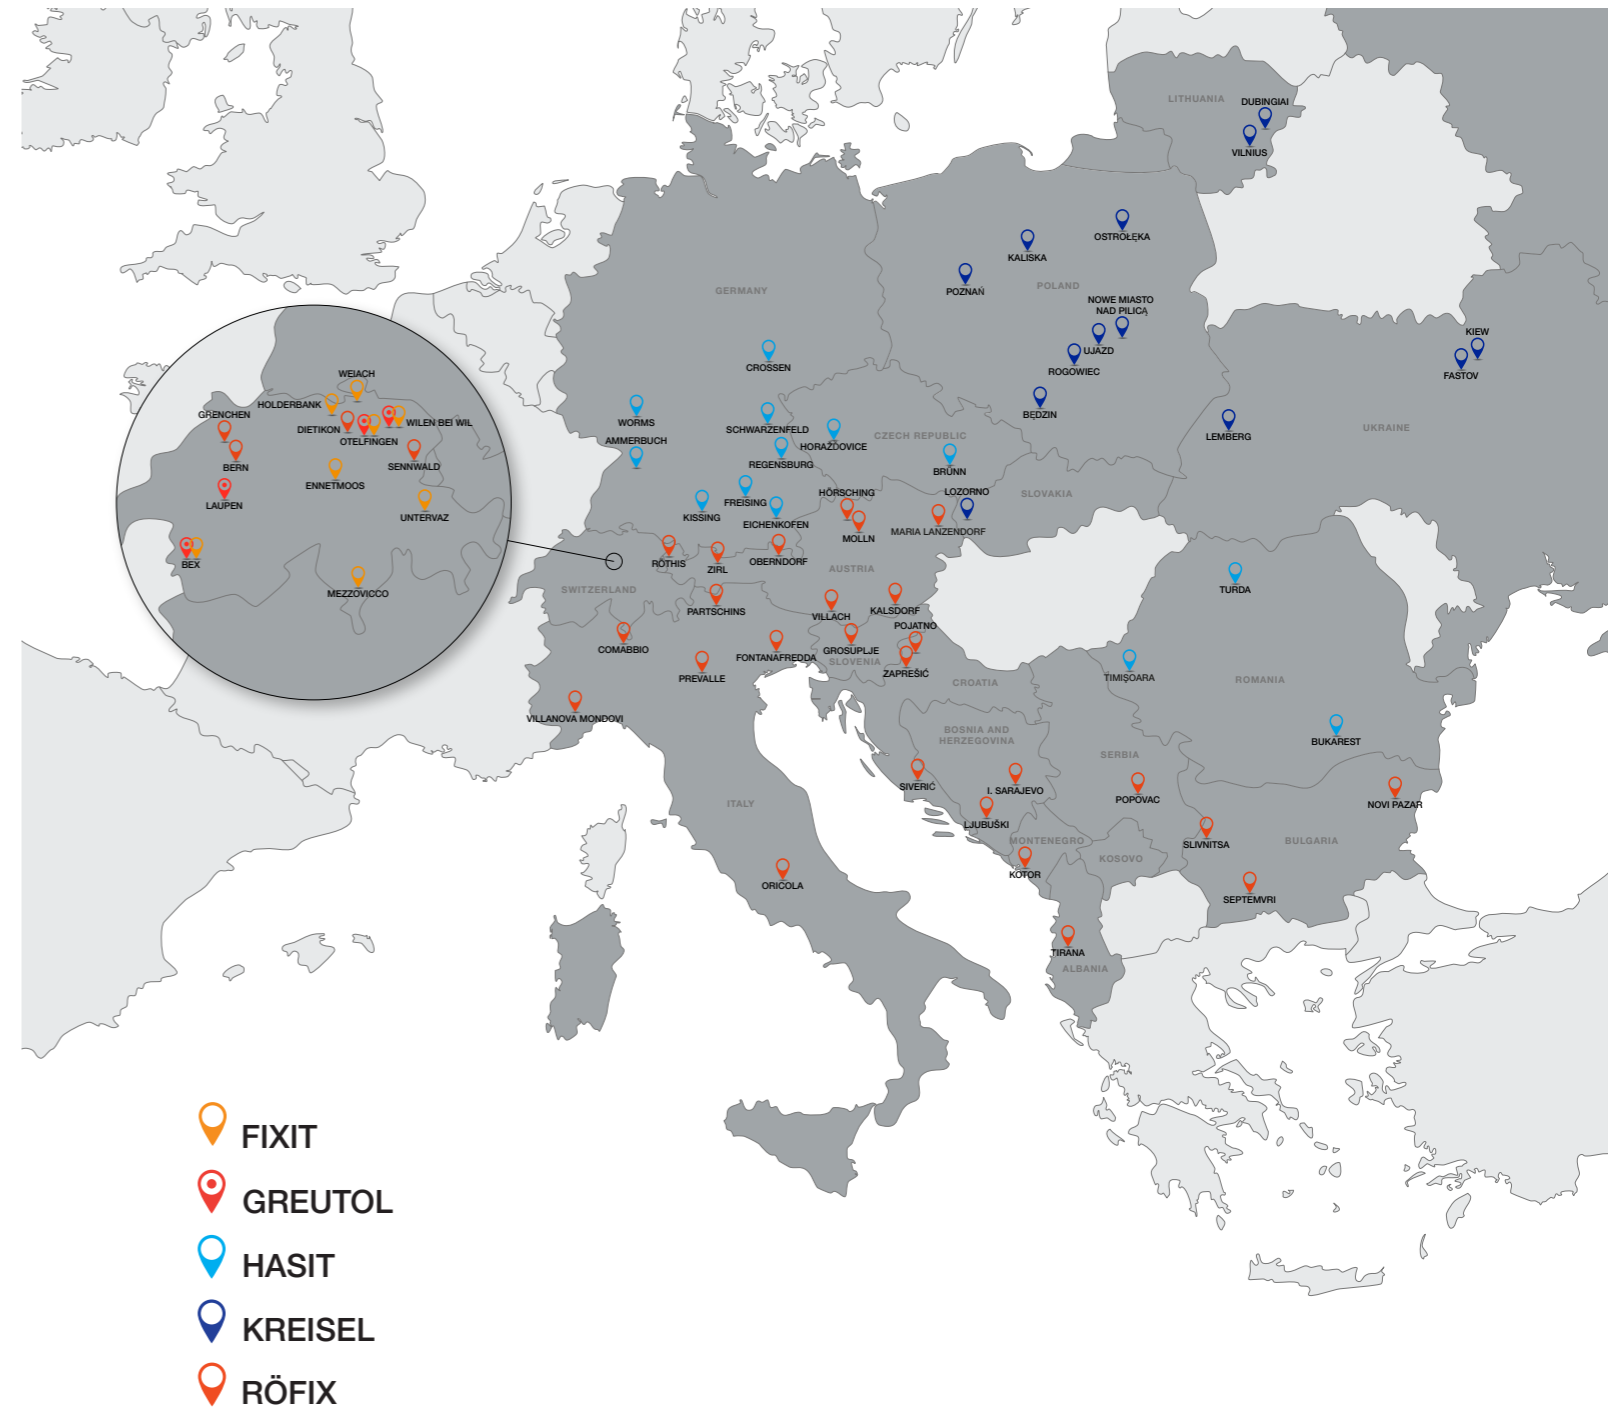 LITHUANIA
DUBINGIAI
VILNIUS
OSTROŁĘKA
KALISKA
POZNAŃ
POLAND
GERMANY
NOWE MIASTO
NAD PILICĄ
UJAZD
ROGOWIEC
KIEW
FASTOV
CROSSEN
BĘDZIN
LEMBERG
UKRAINE
WORMS
SCHWARZENFELD
HORAŽDOVICE
CZECH REPUBLIC
AMMERBUCH
REGENSBURG
BRÜNN
HÖRSCHING
LOZORNO
SLOVAKIA
FREISING
KISSING
EICHENKOFEN
MOLLN
MARIA LANZENDORF
RÖTHIS
ZIRL
OBERNDORF
AUSTRIA
SWITZERLAND
PARTSCHINS
VILLACH
KALSDORF
TURDA
POJATNO
COMABBIO
FONTANAFREDDA
GROSUPLJE
SLOVENIA
ZAPREŠIĆ
PREVALLE
CROATIA
TIMIȘOARA
ROMANIA
VILLANOVA MONDOVI
BOSNIA AND
HERZEGOVINA
BUKAREST
SERBIA
SIVERIĆ
I. SARAJEVO
POPOVAC
NOVI PAZAR
ITALY
LJUBUŠKI
MONTENEGRO
KOSOVO
SLIVNITSA
BULGARIA
KOTOR
ORICOLA
SEPTEMVRI
TIRANA
ALBANIA
WEIACH
HOLDERBANK
GRENCHEN
DIETIKON
WILEN BEI WIL
OTELFINGEN
BERN
SENNWALD
ENNETMOOS
LAUPEN
UNTERVAZ
BEX
MEZZOVICCO
FIXIT
GREUTOL
HASIT
KREISEL
RÖFIX